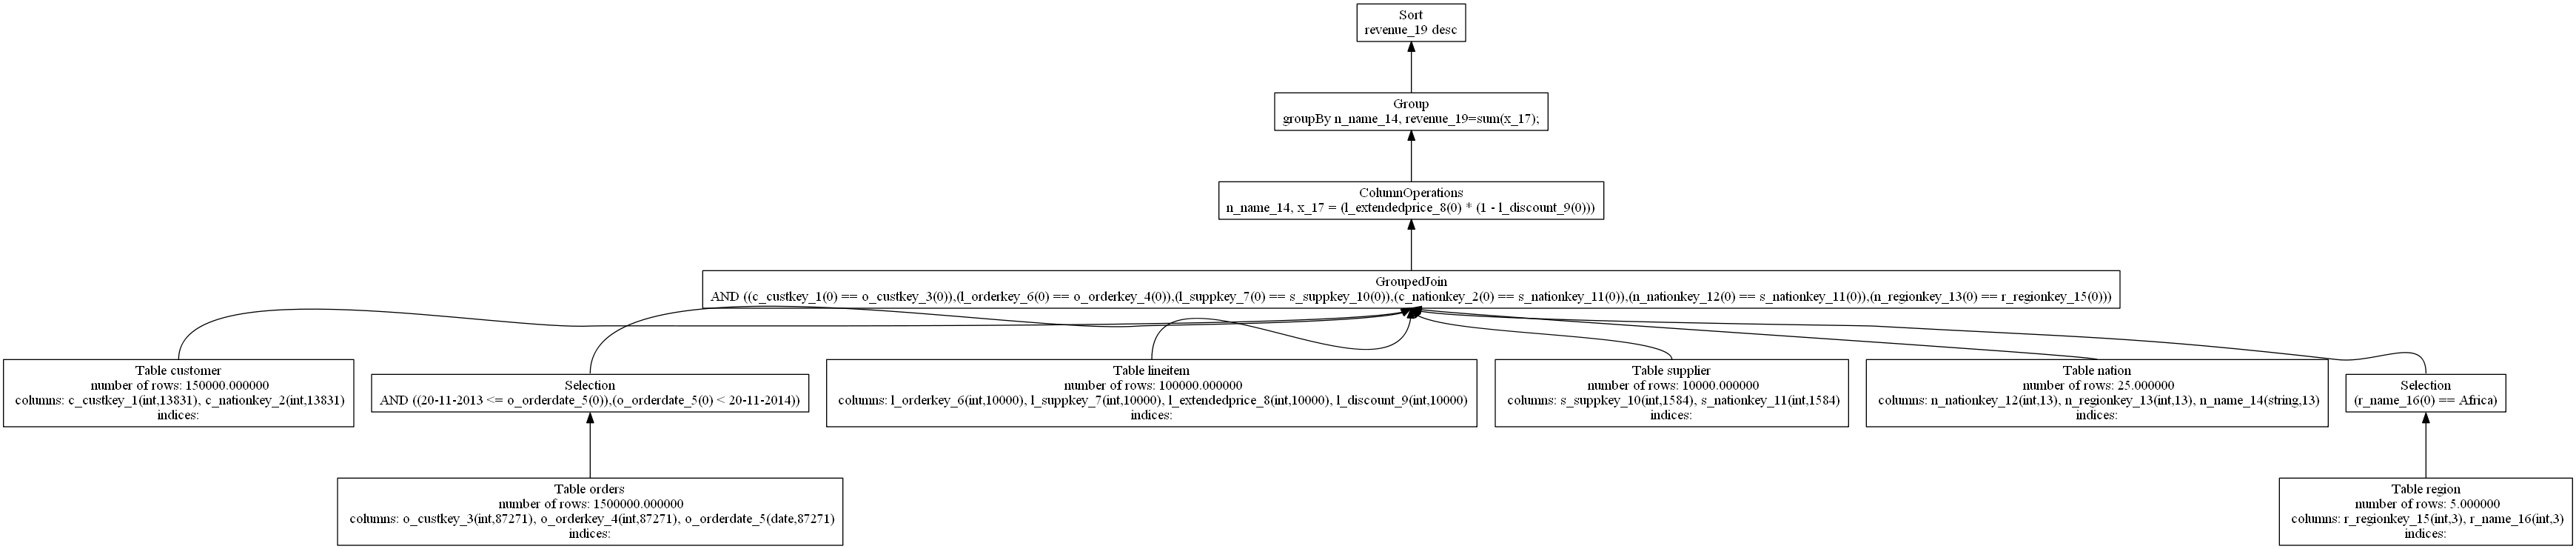 Sort
revenue_19 desc
Group
groupBy n_name_14, revenue_19=sum(x_17);
ColumnOperations
n_name_14, x_17 = (l_extendedprice_8(0) * (1 - l_discount_9(0)))
GroupedJoin
AND ((c_custkey_1(0) == o_custkey_3(0)),(l_orderkey_6(0) == o_orderkey_4(0)),(l_suppkey_7(0) == s_suppkey_10(0)),(c_nationkey_2(0) == s_nationkey_11(0)),(n_nationkey_12(0) == s_nationkey_11(0)),(n_regionkey_13(0) == r_regionkey_15(0)))
Table customer
number of rows: 150000.000000
columns: c_custkey_1(int,13831), c_nationkey_2(int,13831)
indices:
Selection
AND ((20-11-2013 <= o_orderdate_5(0)),(o_orderdate_5(0) < 20-11-2014))
Table lineitem
number of rows: 100000.000000
columns: l_orderkey_6(int,10000), l_suppkey_7(int,10000), l_extendedprice_8(int,10000), l_discount_9(int,10000)
indices:
Table supplier
number of rows: 10000.000000
columns: s_suppkey_10(int,1584), s_nationkey_11(int,1584)
indices:
Table nation
number of rows: 25.000000
columns: n_nationkey_12(int,13), n_regionkey_13(int,13), n_name_14(string,13)
indices:
Selection
(r_name_16(0) == Africa)
Table orders
number of rows: 1500000.000000
columns: o_custkey_3(int,87271), o_orderkey_4(int,87271), o_orderdate_5(date,87271)
indices:
Table region
number of rows: 5.000000
columns: r_regionkey_15(int,3), r_name_16(int,3)
indices: